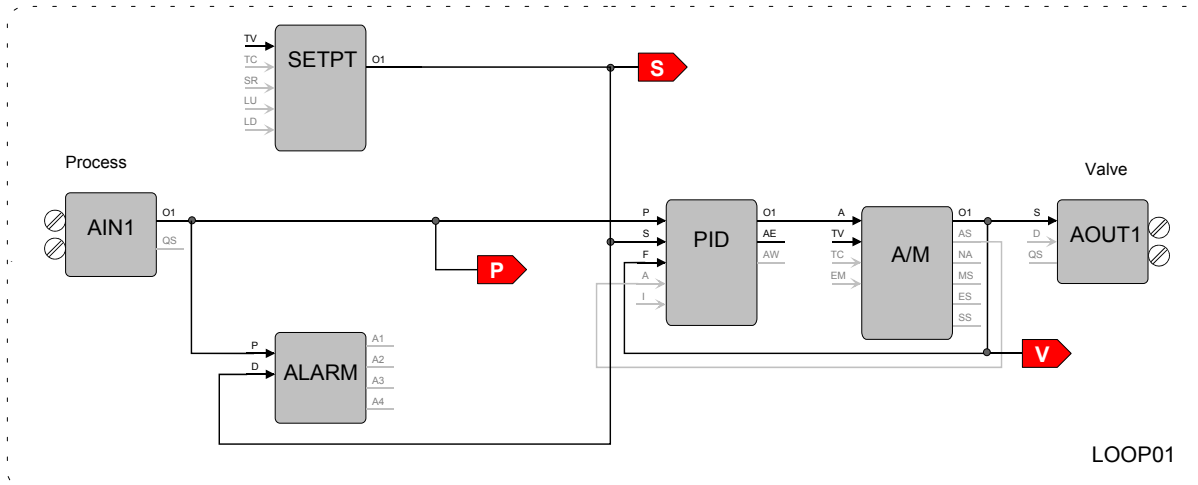 TV
TC
SR
LU
LD
SETPT
O1
S
Process
AIN1
O1
QS
P
P
S
F
A
I
PID
O1
AE
AW
A
TV
TC
EM
A/M
O1
AS
NA
MS
ES
SS
Valve
S
D
QS
AOUT1
P
D
ALARM
A1
A2
A3
A4
V
LOOP01